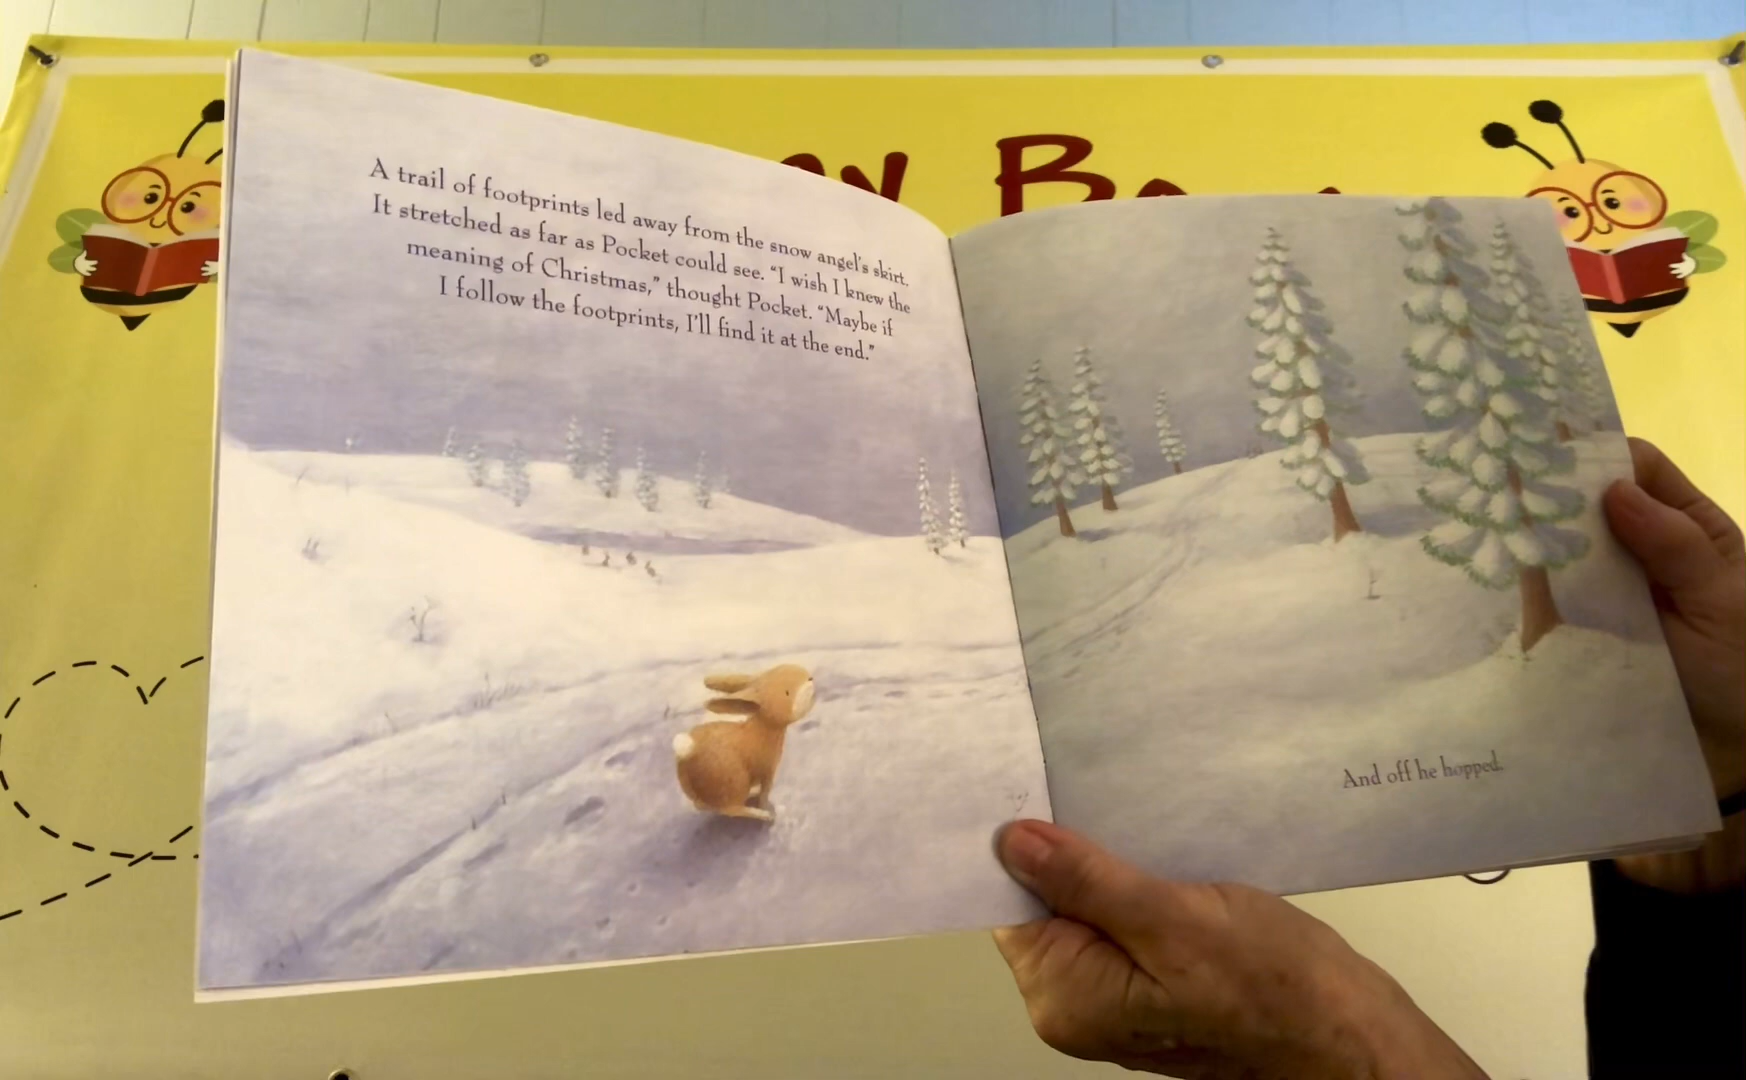 A trail of footprints led away from the snow angel's skirt.
It stretched as far as Pocket could see. “I wish I knew the
meaning of Christmas,” thought Pocket. “Maybe if
I follow the footprints, I'll find it at the end.”
And off he hopped.